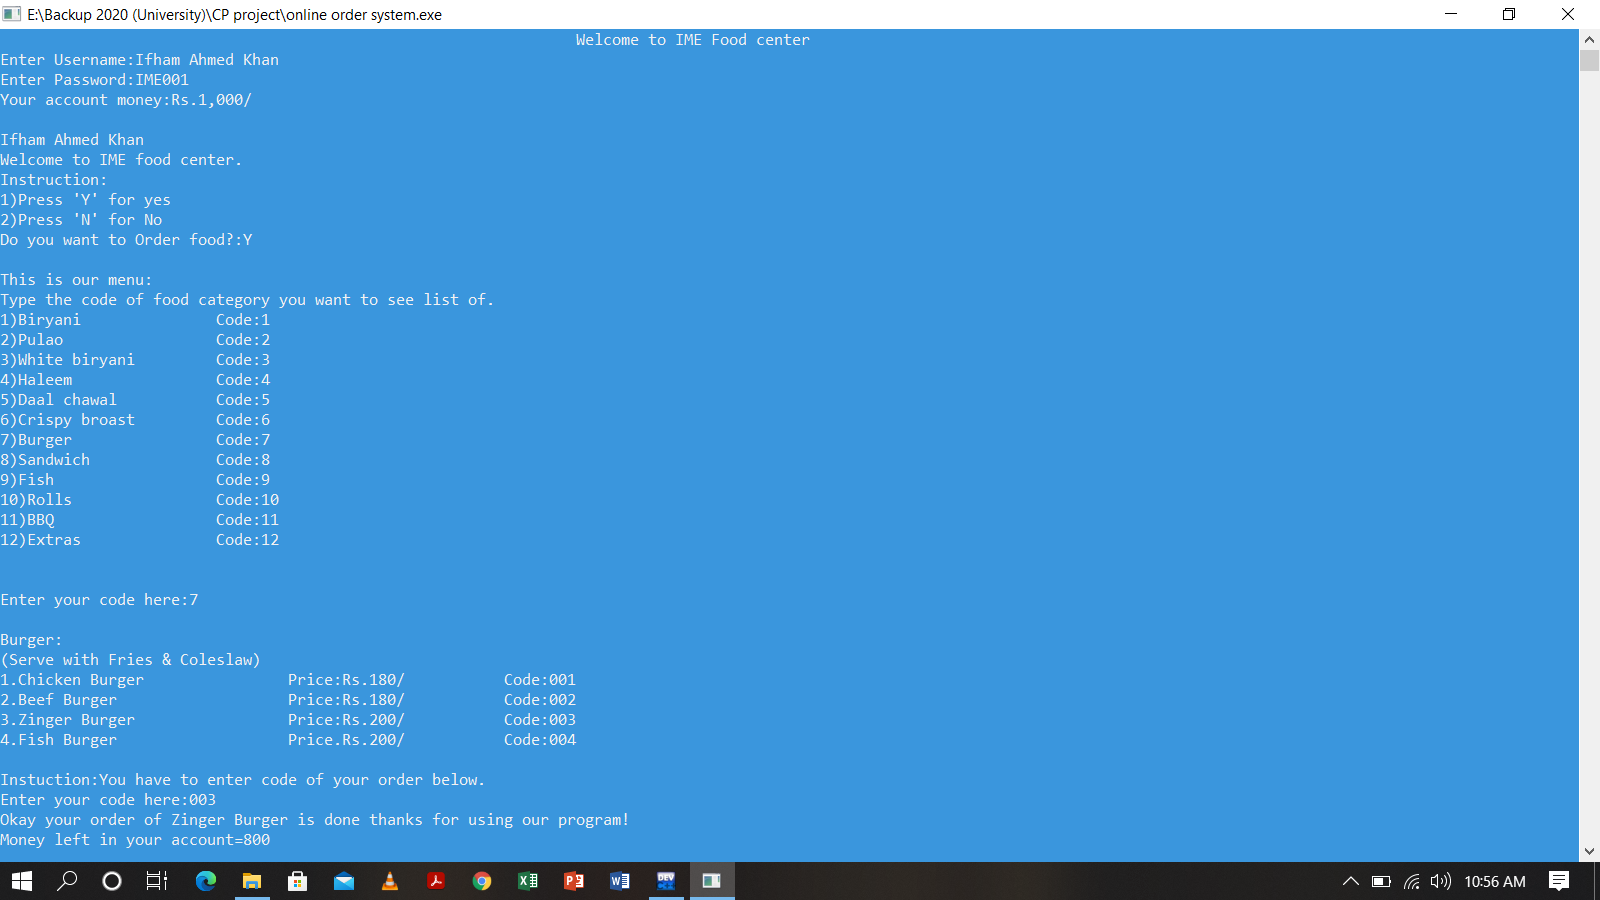 E:\Backup 2020 (University)\CP project\online order system.exe
Welcome to IME Food center
Enter Username:Ifham Ahmed Khan
Enter Password:IME001
Your account money:Rs.1,000/
Ifham Ahmed Khan
Welcome to IME food center.
Instruction:
1)Press 'Y' for yes
2)Press 'N' for No
Do you want to Order food?:Y
This is our menu:
Type the code of food category you want to see list of.
1)Biryani Code:1
2)Pulao Code:2
3)White biryani Code:3
4)Haleem Code:4
5)Daal chawal Code:5
6)Crispy broast Code:6
7)Burger Code:7
8)Sandwich Code:8
9)Fish Code:9
10)Rolls Code:10
11)BBQ Code:11
12)Extras Code:12
Enter your code here:7
Burger:
(Serve with Fries & Coleslaw)
1.Chicken Burger Price:Rs.180/ Code:001
2.Beef Burger Price:Rs.180/ Code:002
3.Zinger Burger Price:Rs.200/ Code:003
4.Fish Burger Price.Rs.200/ Code:004
Instuction:You have to enter code of your order below.
Enter your code here:003
Okay your order of Zinger Burger is done thanks for using our program!
Money left in your account=800
DEV
10:56 AM